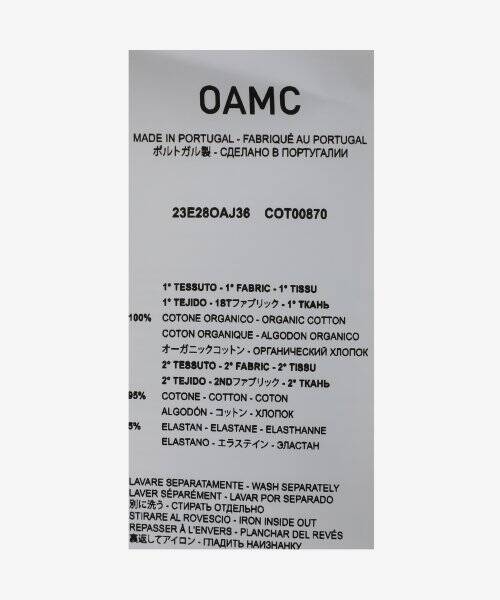 OAMC
MADE IN PORTUGAL - FABRIQUÉ AU PORTUGAL
ポルトガル製 - СДЕЛАНО В ПОРТУГАЛИИ
23E28OAJ36 COT00870
1° TESSUTO - 1° FABRIC - 1° TISSU
1° TEJIDO - 1STファブリック - 1° ТКАНЬ
100% COTONE ORGANICO - ORGANIC COTTON
COTON ORGANIQUE - ALGODON ORGANICO
オーガニックコットン - ОРГАНИЧЕСКИЙ ХЛОПОК
2° TESSUTO - 2° FABRIC - 2° TISSU
2° TEJIDO - 2NDファブリック - 2° ТКАНЬ
95% COTONE - COTTON - COTON
ALGODÓN - コットン - ХЛОПОК
5% ELASTAN - ELASTANE - ELASTHANNE
ELASTANO - エラステイン - ЭЛАСТАН
LAVARE SEPARATAMENTE - WASH SEPARATELY
LAVER SÉPARÉMENT - LAVAR POR SEPARADO
別に洗う - СТИРАТЬ ОТДЕЛЬНО
STIRARE AL ROVESCIO - IRON INSIDE OUT
REPASSER À L'ENVERS - PLANCHAR DEL REVÉS
裏返してアイロン - ГЛАДИТЬ НАИЗНАНКУ